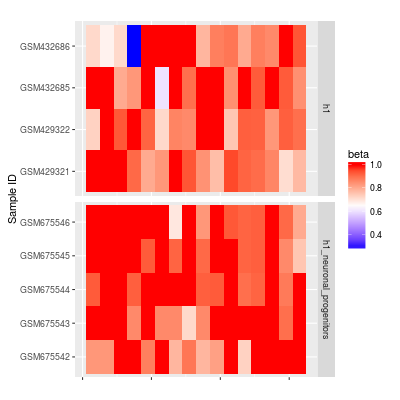 GSM432686
GSM432685
GSM429322
GSM429321
h1
GSM675546
GSM675545
GSM675544
GSM675543
GSM675542
h1_neuronal_progenitors
Sample ID
beta
1.0
0.8
0.6
0.4